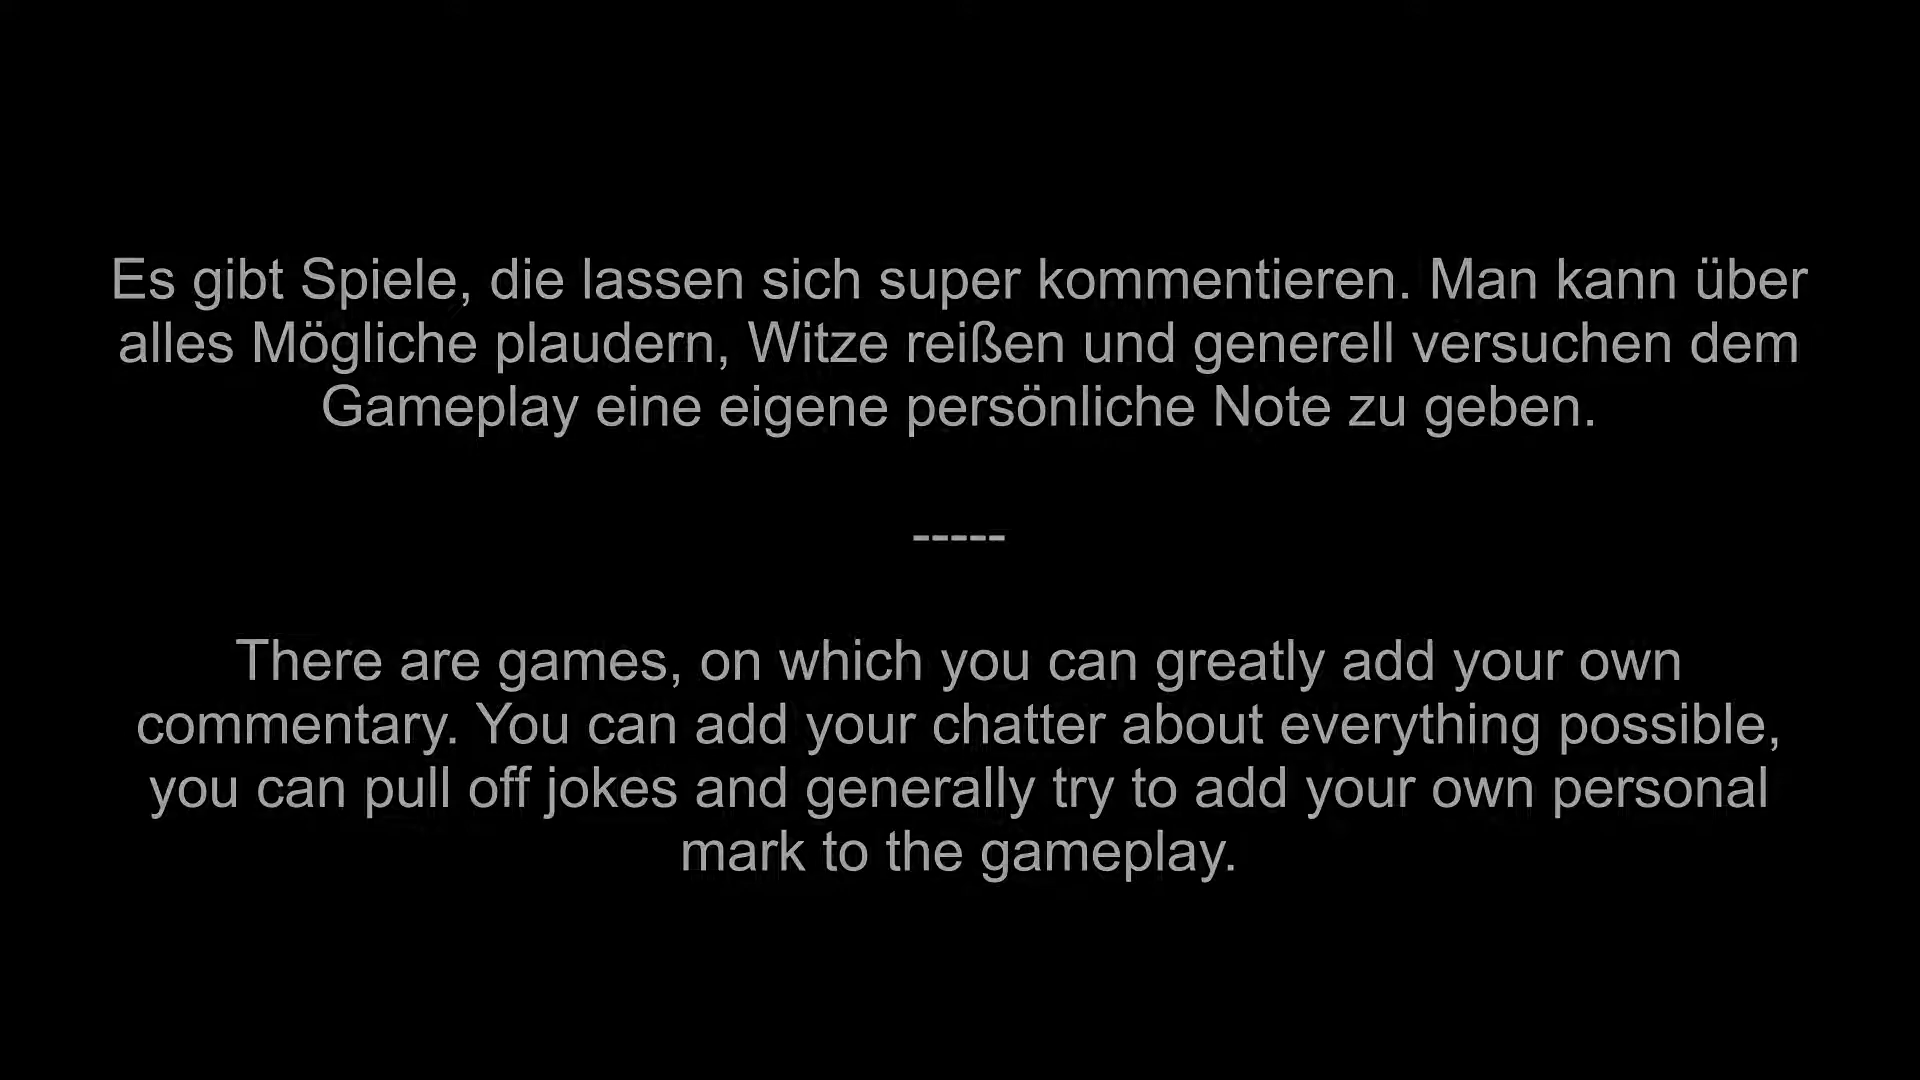 Es gibt Spiele, die lassen sich super kommentieren. Man kann über
alles Mögliche plaudern, Witze reißen und generell versuchen dem
Gameplay eine eigene persönliche Note zu geben.
-----
There are games, on which you can greatly add your own
commentary. You can add your chatter about everything possible,
you can pull off jokes and generally try to add your own personal
mark to the gameplay.